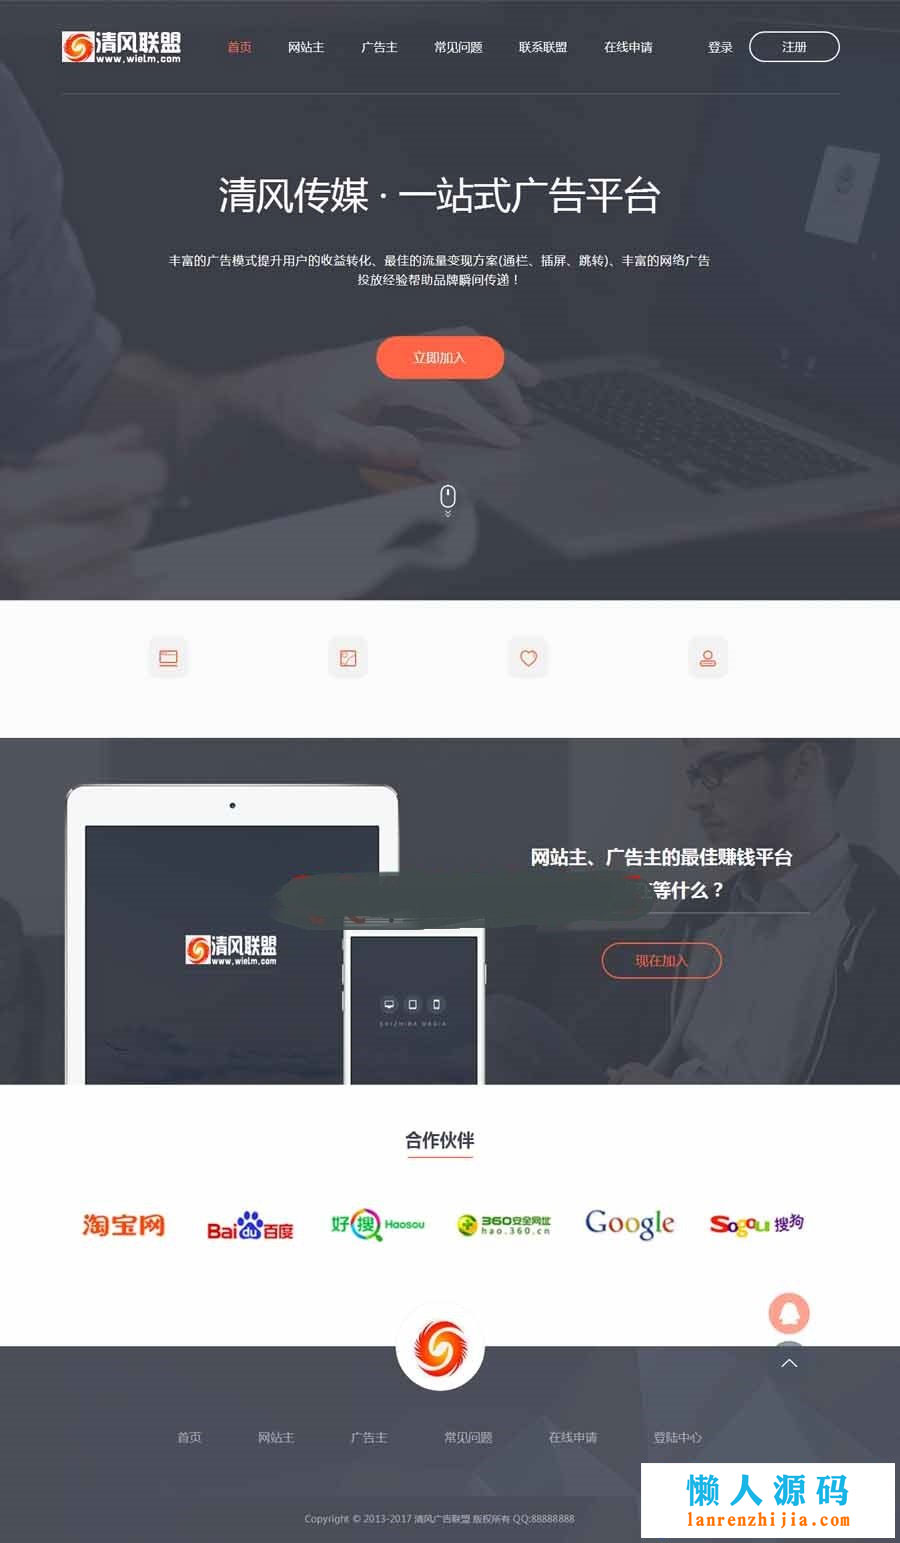 清风联盟
www.wielm.com
首页 网站主 广告主 常见问题 联系联盟 在线申请 登录 注册
清风传媒 · 一站式广告平台
丰富的广告模式提升用户的收益转化、最佳的流量变现方案(通栏、插屏、跳转)、丰富的网络广告
投放经验帮助品牌瞬间传递！
立即加入
网站主、广告主的最佳赚钱平台
等什么？
现在加入
清风联盟
www.wielm.com
合作伙伴
淘宝网
Bai du 百度
好搜 Haosou
360安全网址
hao.360.cn
Google
Sogou 搜狗
首页 网站主 广告主 常见问题 在线申请 登陆中心
Copyright © 2013-2017 清风广告联盟 版权所有 QQ:88888888
懒人源码
lanrenzhijia.com